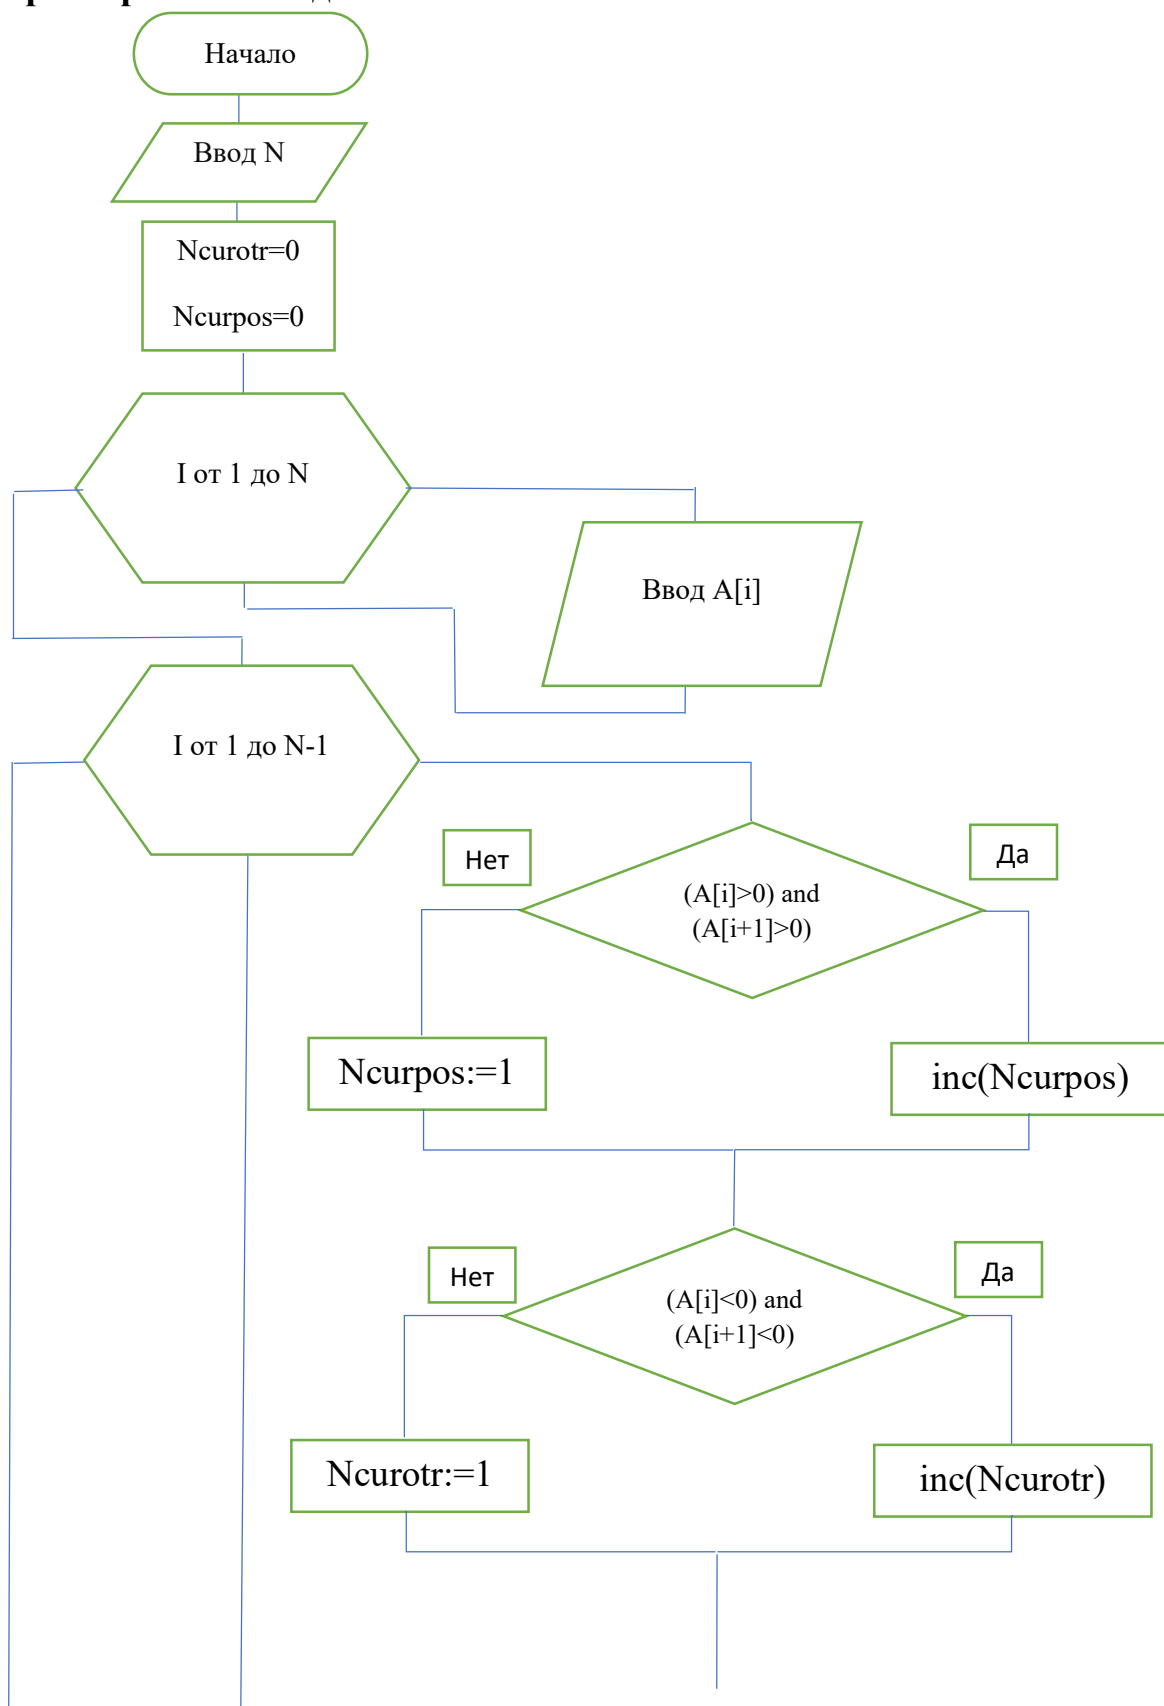 Начало
Ввод N
Ncurotr=0
Ncurpos=0
I от 1 до N
Ввод A[i]
I от 1 до N-1
Нет
Да
(A[i]>0) and
(A[i+1]>0)
Ncurpos:=1
inc(Ncurpos)
Нет
Да
(A[i]<0) and
(A[i+1]<0)
Ncurotr:=1
inc(Ncurotr)